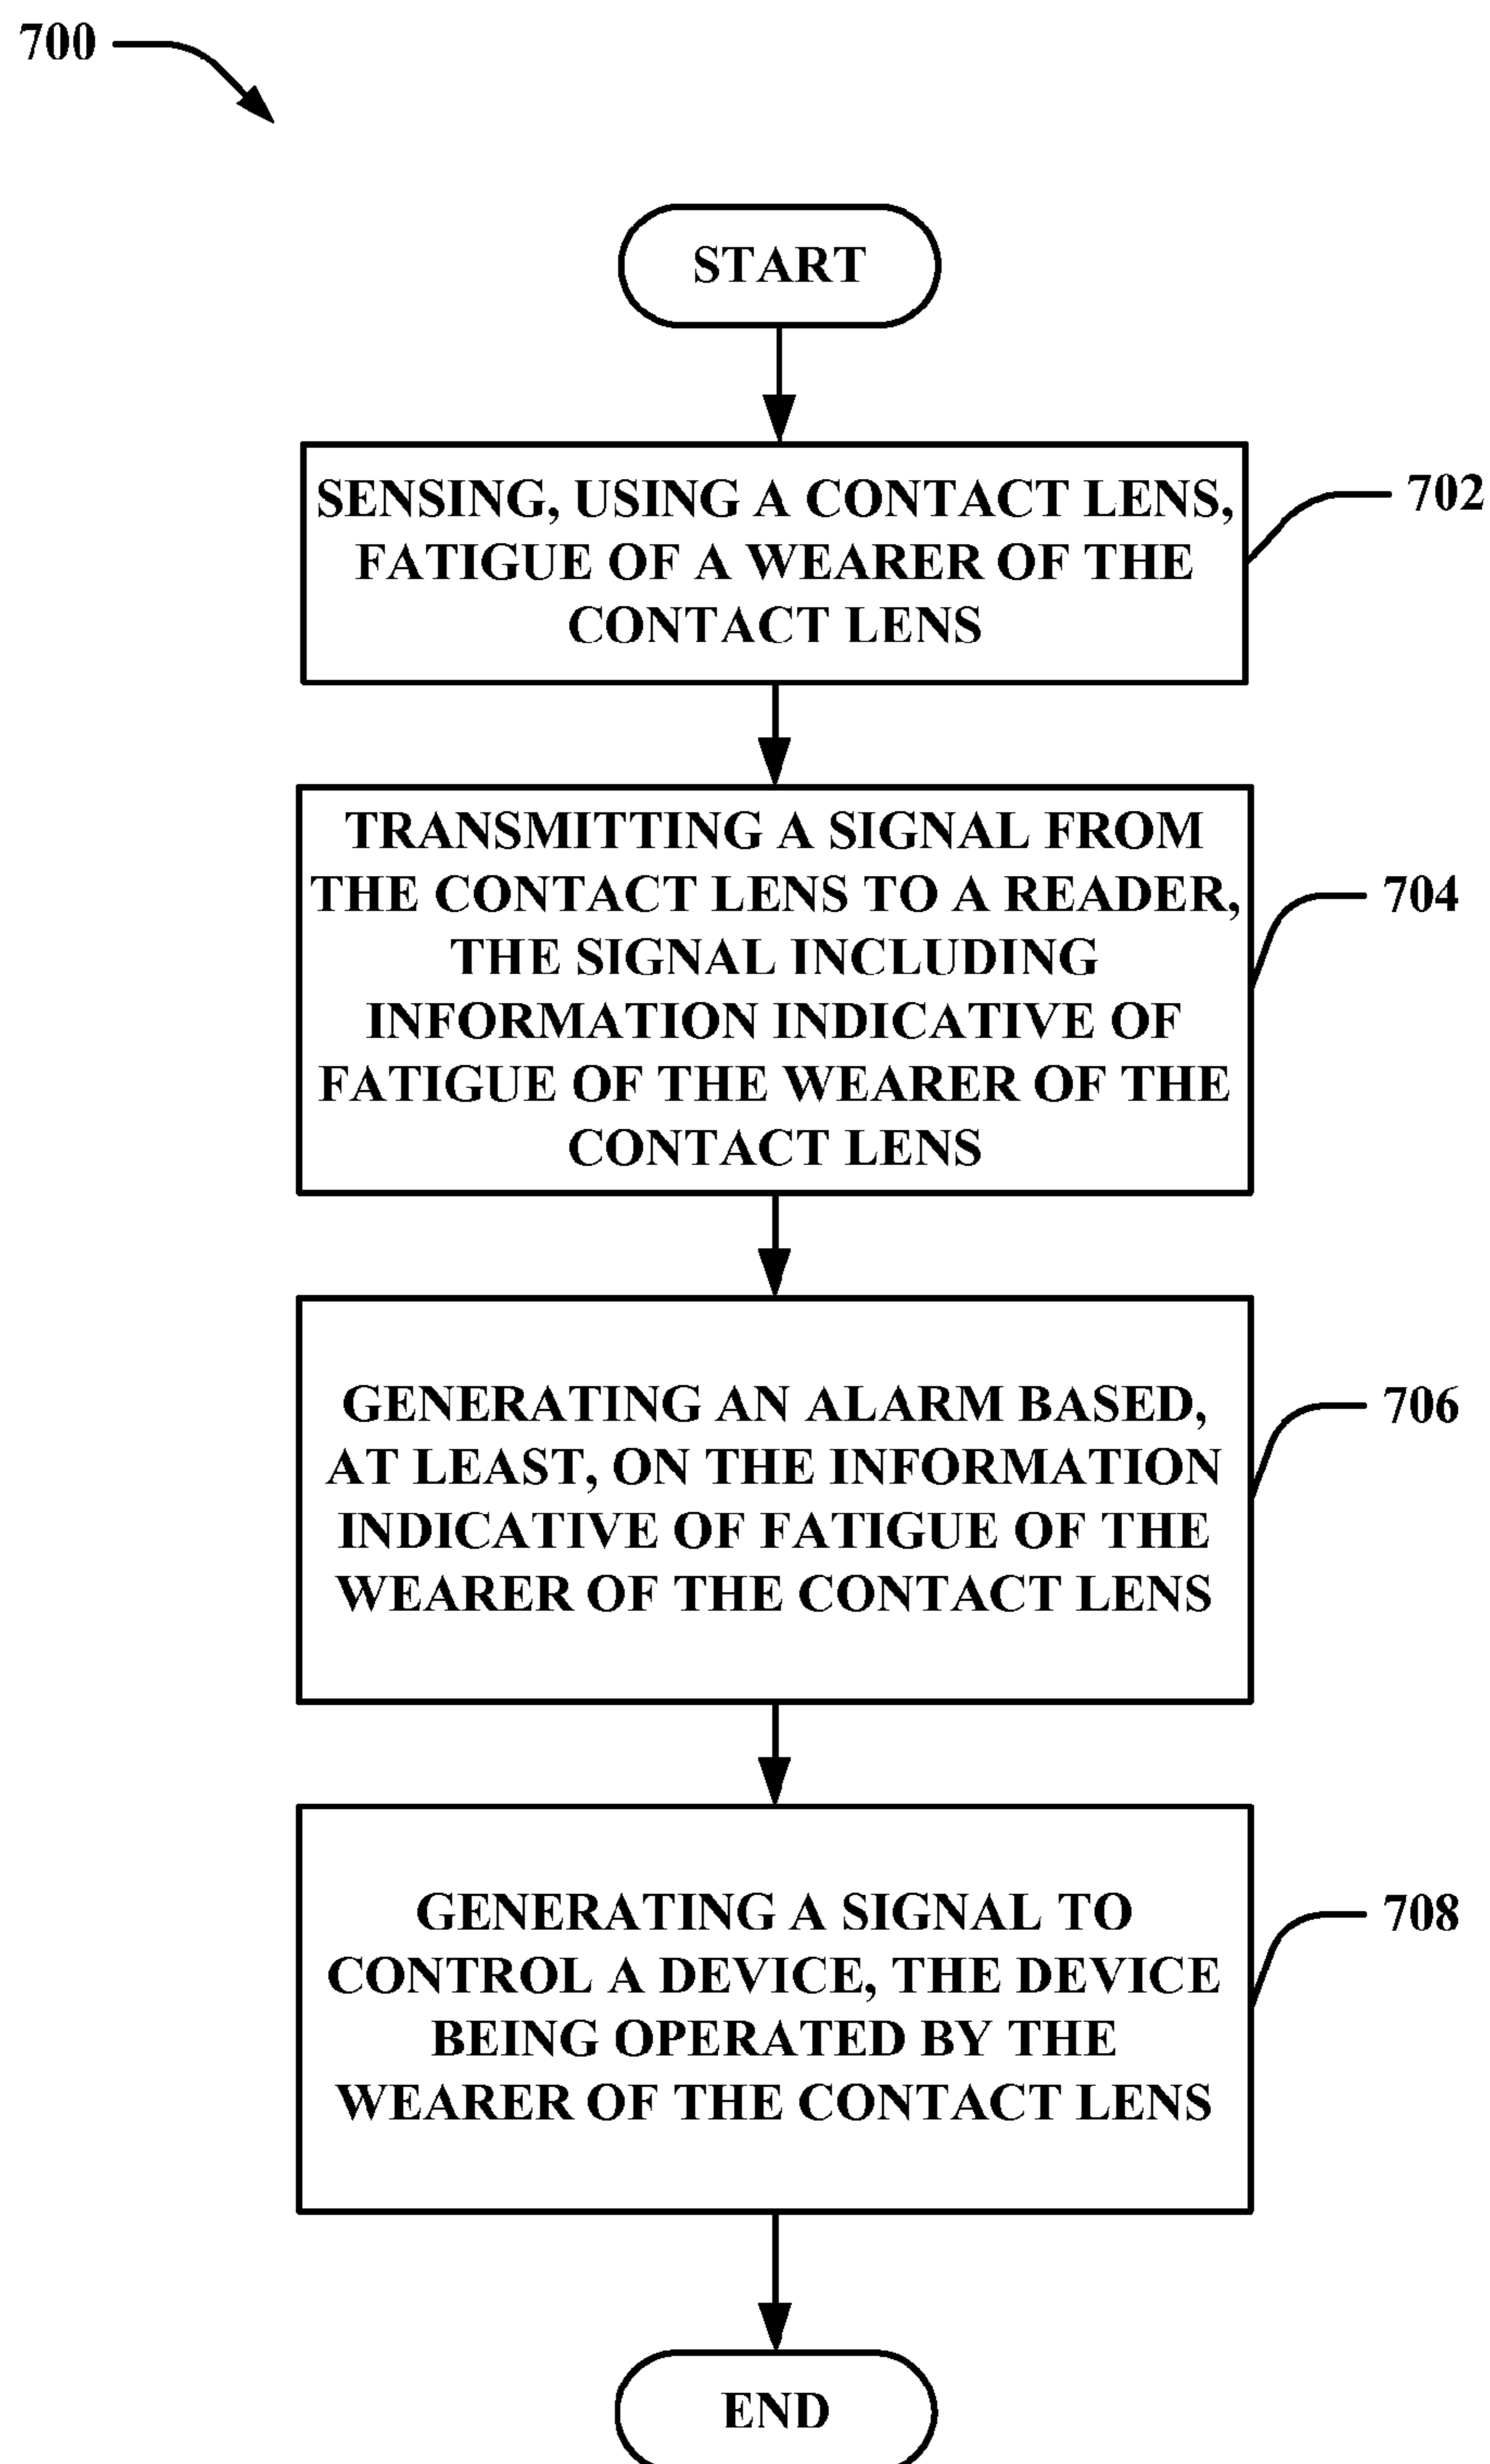 700
START
SENSING, USING A CONTACT LENS,
FATIGUE OF A WEARER OF THE
CONTACT LENS
702
TRANSMITTING A SIGNAL FROM
THE CONTACT LENS TO A READER,
THE SIGNAL INCLUDING
INFORMATION INDICATIVE OF
FATIGUE OF THE WEARER OF THE
CONTACT LENS
704
GENERATING AN ALARM BASED,
AT LEAST, ON THE INFORMATION
INDICATIVE OF FATIGUE OF THE
WEARER OF THE CONTACT LENS
706
GENERATING A SIGNAL TO
CONTROL A DEVICE, THE DEVICE
BEING OPERATED BY THE
WEARER OF THE CONTACT LENS
708
END